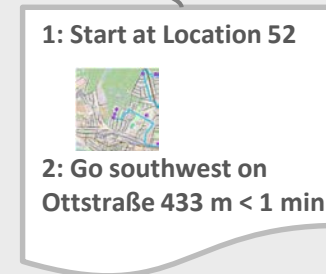 1: Start at Location 52
2: Go southwest on
Ottstraße 433 m < 1 min